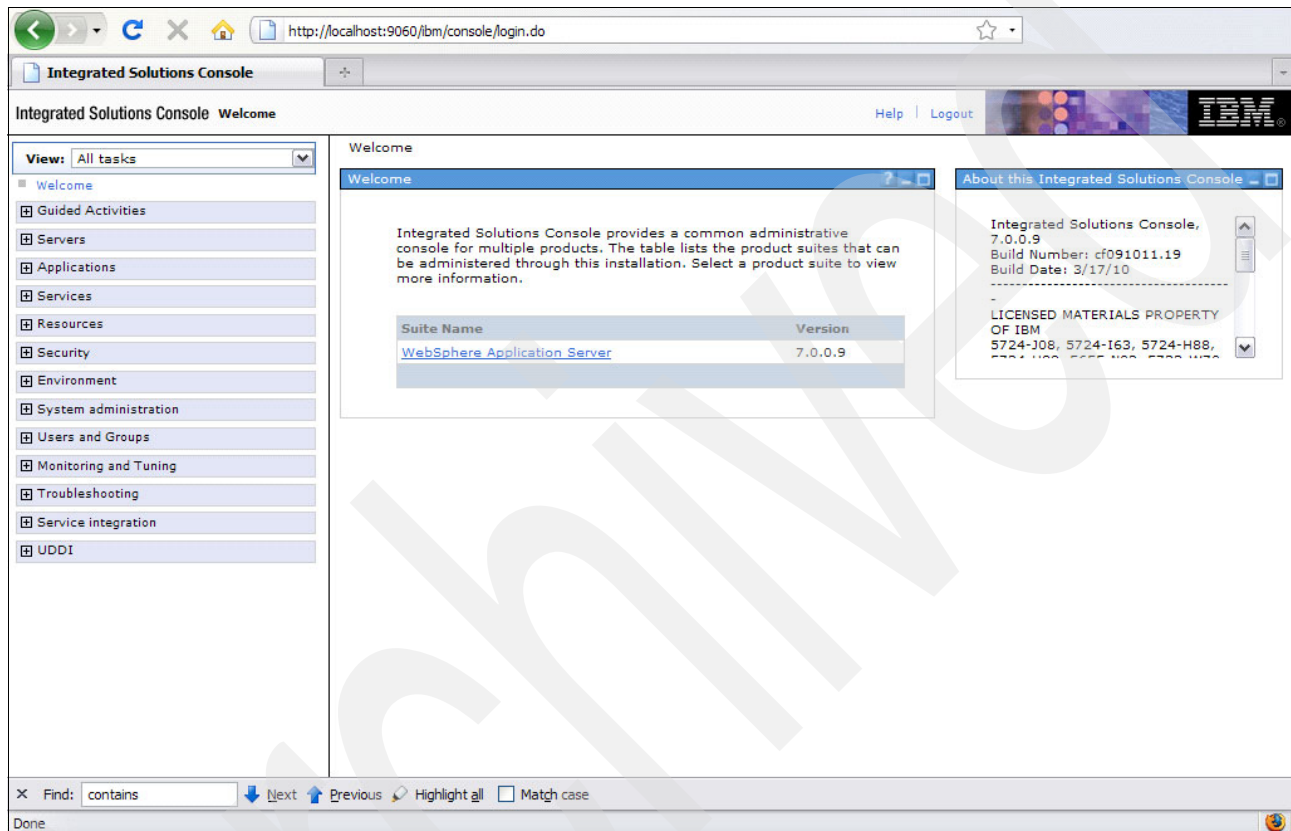 http://localhost:9060/ibm/console/login.do
Integrated Solutions Console
Integrated Solutions Console Welcome
Help | Logout
IBM®
View: All tasks
Welcome
Guided Activities
Servers
Applications
Services
Resources
Security
Environment
System administration
Users and Groups
Monitoring and Tuning
Troubleshooting
Service integration
UDDI
Welcome
Welcome ?
Integrated Solutions Console provides a common administrative
console for multiple products. The table lists the product suites that can
be administered through this installation. Select a product suite to view
more information.
Suite Name Version
WebSphere Application Server 7.0.0.9
About this Integrated Solutions Console
Integrated Solutions Console,
7.0.0.9
Build Number: cf091011.19
Build Date: 3/17/10
--------------------------------------
-
LICENSED MATERIALS PROPERTY
OF IBM
5724-J08, 5724-I63, 5724-H88,
Find: contains Next Previous Highlight all Match case
Done